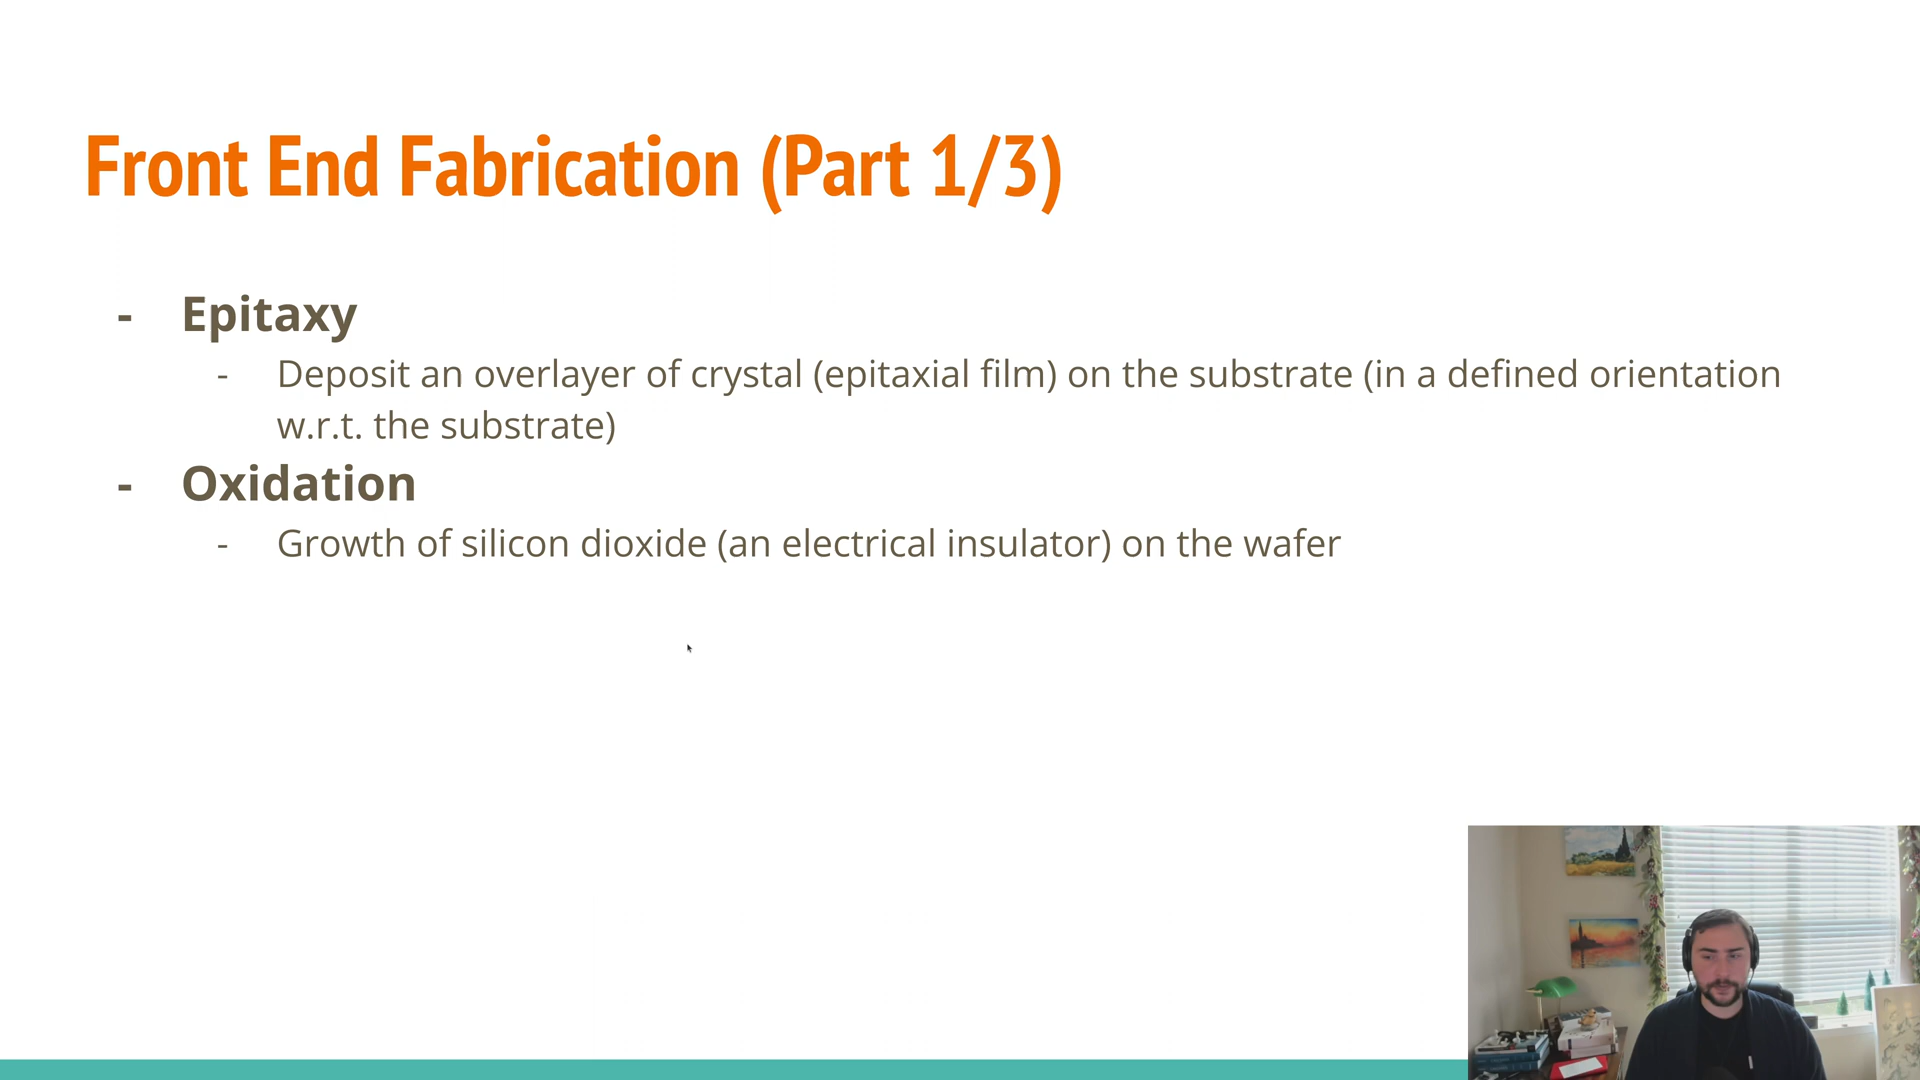 Front End Fabrication (Part 1/3)
- Epitaxy
- Deposit an overlayer of crystal (epitaxial film) on the substrate (in a defined orientation
w.r.t. the substrate)
- Oxidation
- Growth of silicon dioxide (an electrical insulator) on the wafer